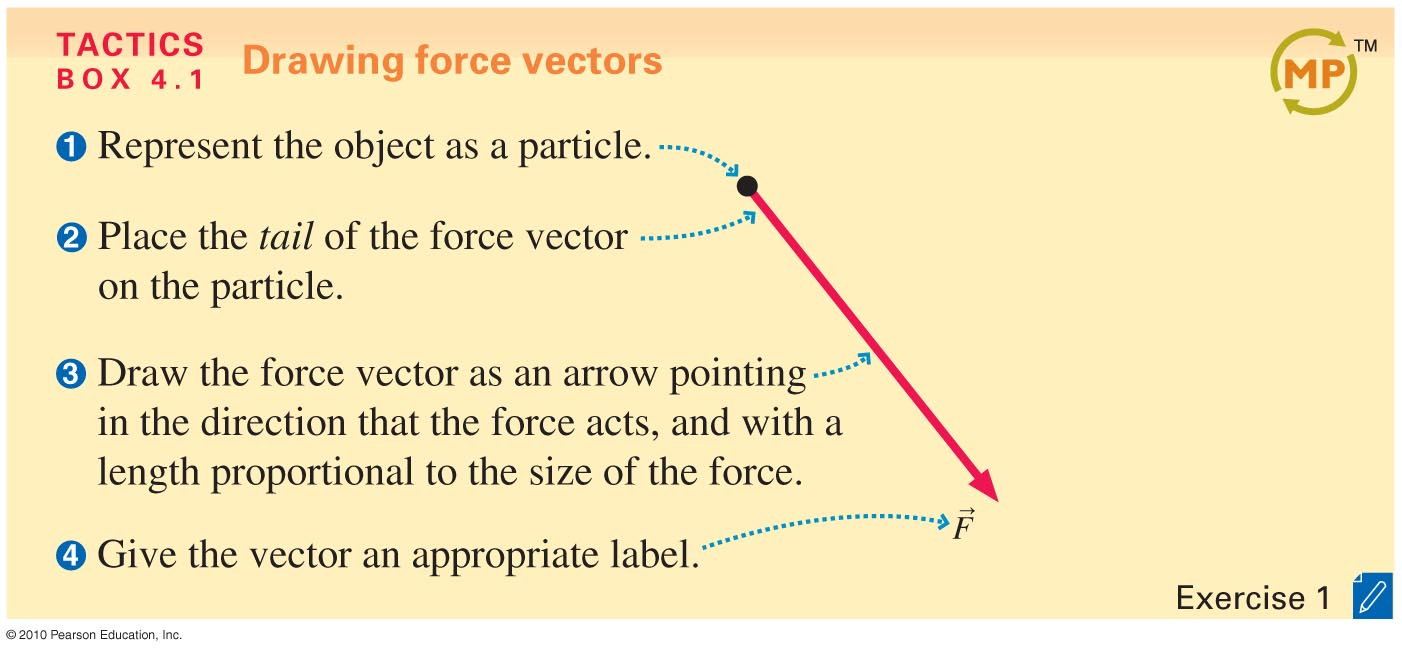 TACTICS
BOX 4.1
Drawing force vectors
MP TM
1 Represent the object as a particle.
2 Place the tail of the force vector
on the particle.
3 Draw the force vector as an arrow pointing
in the direction that the force acts, and with a
length proportional to the size of the force.
F⃗
4 Give the vector an appropriate label.
Exercise 1
© 2010 Pearson Education, Inc.